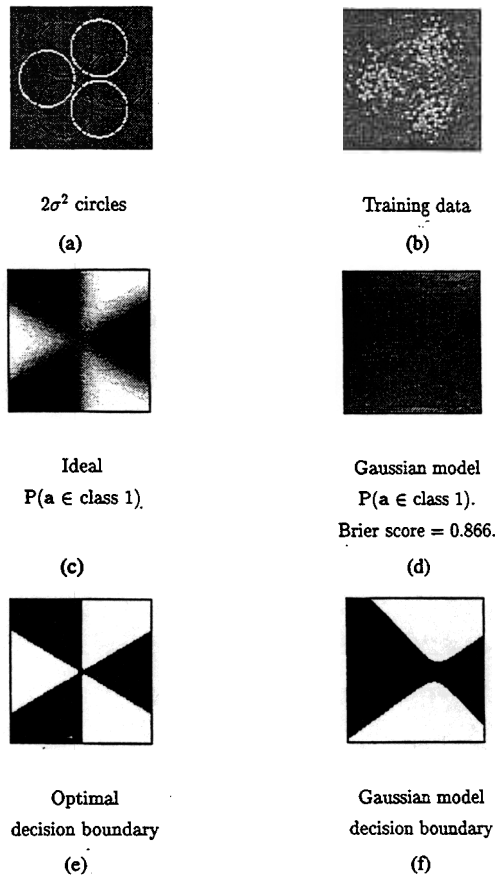 2σ² circles
(a)
Training data
(b)
Ideal
P(a ∈ class 1)
(c)
Gaussian model
P(a ∈ class 1).
Brier score = 0.866.
(d)
Optimal
decision boundary
(e)
Gaussian model
decision boundary
(f)